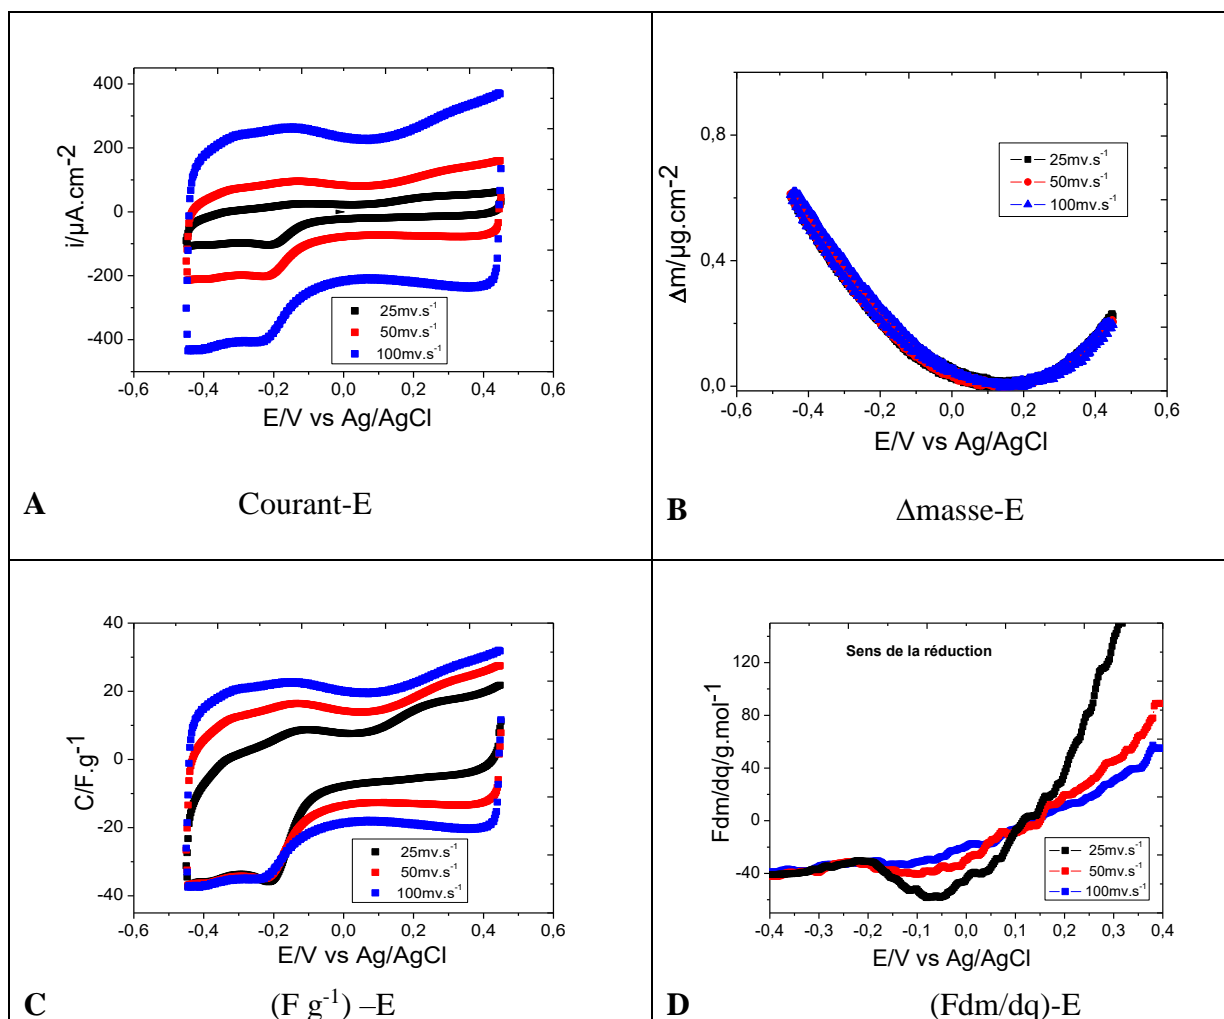 400
200
0
-200
-400
i/µA.cm-2
25mv.s-1
50mv.s-1
100mv.s-1
-0,6 -0,4 -0,2 0,0 0,2 0,4 0,6
E/V vs Ag/AgCl
A Courant-E
0,8
0,4
0,0
Δm/µg.cm-2
25mv.s-1
50mv.s-1
100mv.s-1
-0,6 -0,4 -0,2 0,0 0,2 0,4 0,6
E/V vs Ag/AgCl
B Δmasse-E
40
20
0
-20
-40
C/F.g-1
25mv.s-1
50mv.s-1
100mv.s-1
-0,6 -0,4 -0,2 0,0 0,2 0,4 0,6
E/V vs Ag/AgCl
C (F g-1) –E
Sens de la réduction
120
80
40
0
-40
Fdm/dq/g.mol-1
25mv.s-1
50mv.s-1
100mv.s-1
-0,4 -0,3 -0,2 -0,1 0,0 0,1 0,2 0,3 0,4
E/V vs Ag/AgCl
D (Fdm/dq)-E